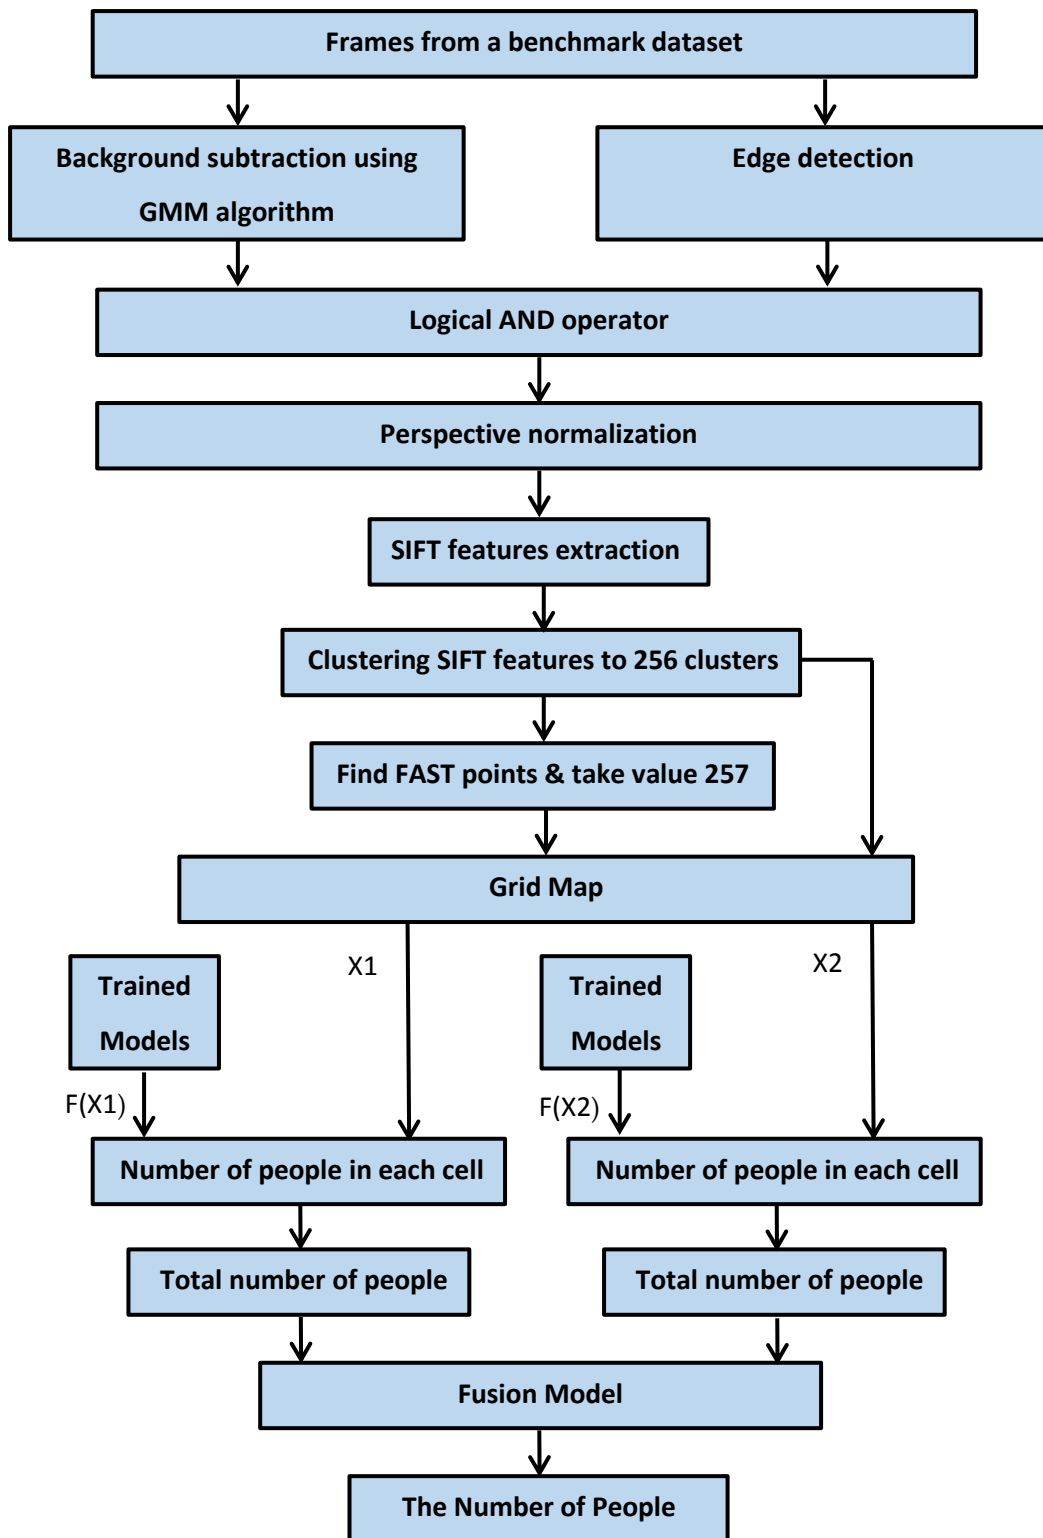 Frames from a benchmark dataset
Background subtraction using
GMM algorithm
Edge detection
Logical AND operator
Perspective normalization
SIFT features extraction
Clustering SIFT features to 256 clusters
Find FAST points & take value 257
Grid Map
X1
X2
Trained
Models
Trained
Models
F(X1)
F(X2)
Number of people in each cell
Number of people in each cell
Total number of people
Total number of people
Fusion Model
The Number of People